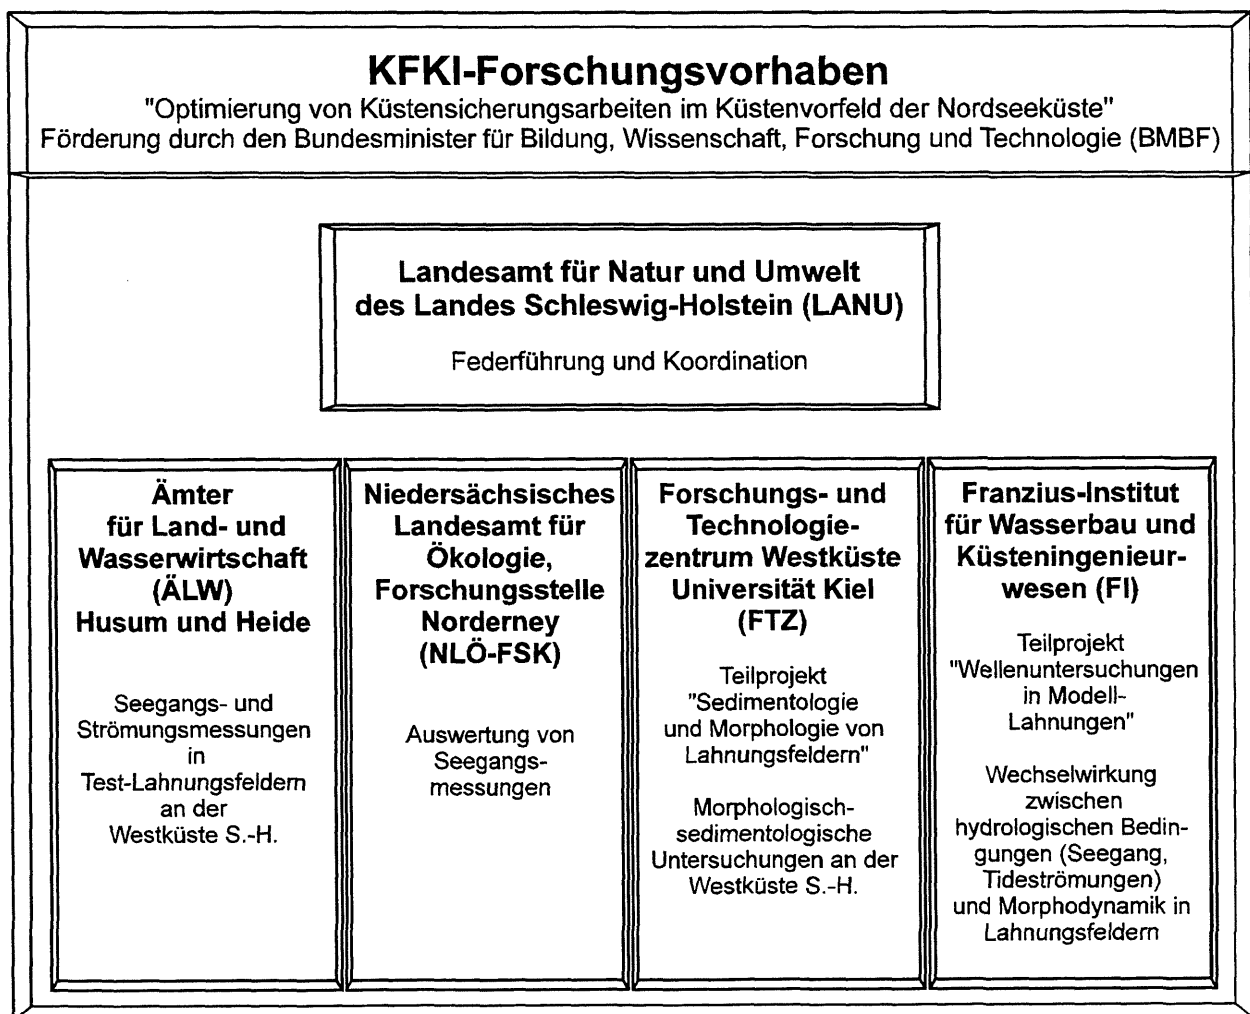 KFKI-Forschungsvorhaben
"Optimierung von Küstensicherungsarbeiten im Küstenvorfeld der Nordseeküste"
Förderung durch den Bundesminister für Bildung, Wissenschaft, Forschung und Technologie (BMBF)
Landesamt für Natur und Umwelt
des Landes Schleswig-Holstein (LANU)
Federführung und Koordination
Ämter
für Land- und
Wasserwirtschaft
(ÄLW)
Husum und Heide
Seegangs- und
Strömungsmessungen
in
Test-Lahnungsfeldern
an der
Westküste S.-H.
Niedersächsisches
Landesamt für
Ökologie,
Forschungsstelle
Norderney
(NLÖ-FSK)
Auswertung von
Seegangs-
messungen
Forschungs- und
Technologie-
zentrum Westküste
Universität Kiel
(FTZ)
Teilprojekt
"Sedimentologie
und Morphologie von
Lahnungsfeldern"
Morphologisch-
sedimentologische
Untersuchungen an der
Westküste S.-H.
Franzius-Institut
für Wasserbau und
Küsteningenieur-
wesen (FI)
Teilprojekt
"Wellenuntersuchungen
in Modell-
Lahnungen"
Wechselwirkung
zwischen
hydrologischen Bedin-
gungen (Seegang,
Tideströmungen)
und Morphodynamik in
Lahnungsfeldern